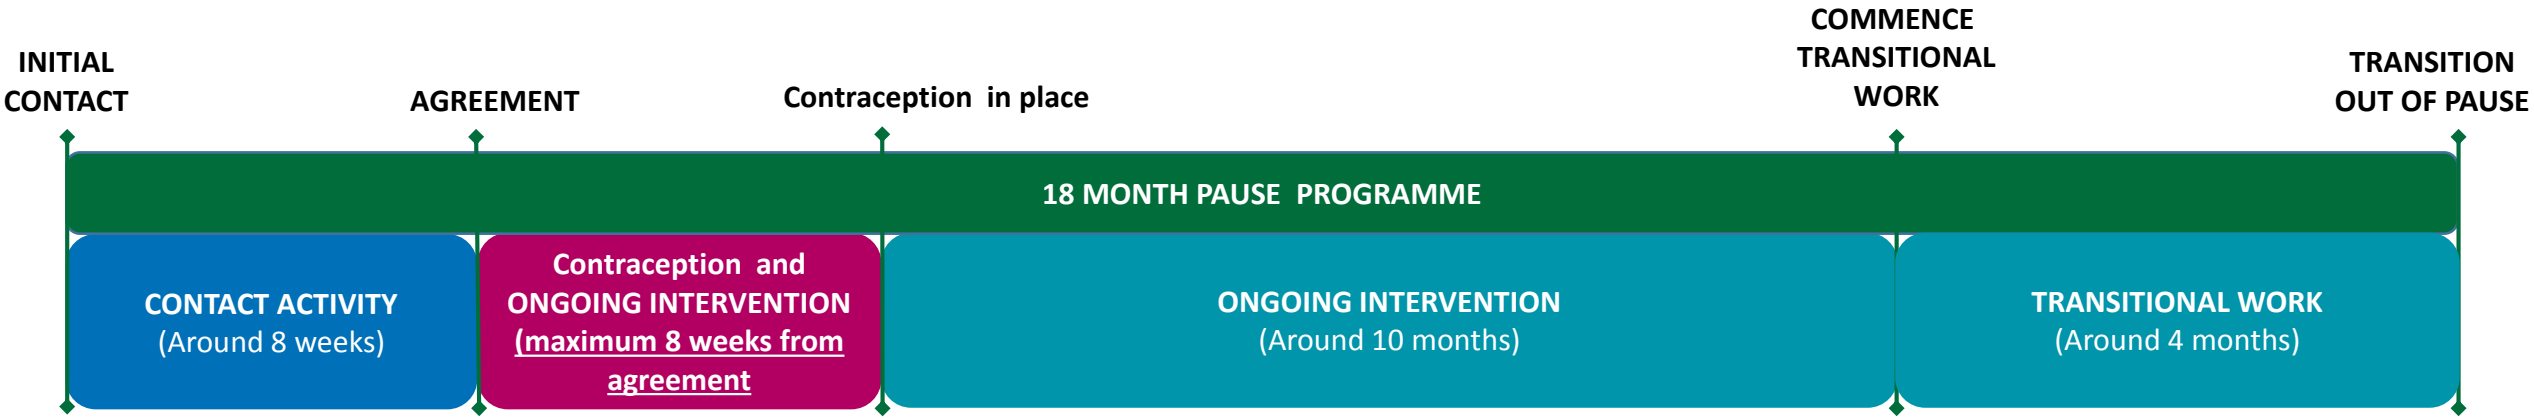 INITIAL
CONTACT
AGREEMENT
Contraception  in place
COMMENCE
TRANSITIONAL
WORK
TRANSITION
OUT OF PAUSE
18 MONTH PAUSE  PROGRAMME
CONTACT ACTIVITY
(Around 8 weeks)
Contraception  and
ONGOING INTERVENTION
(maximum 8 weeks from
agreement
ONGOING INTERVENTION
(Around 10 months)
TRANSITIONAL WORK
(Around 4 months)